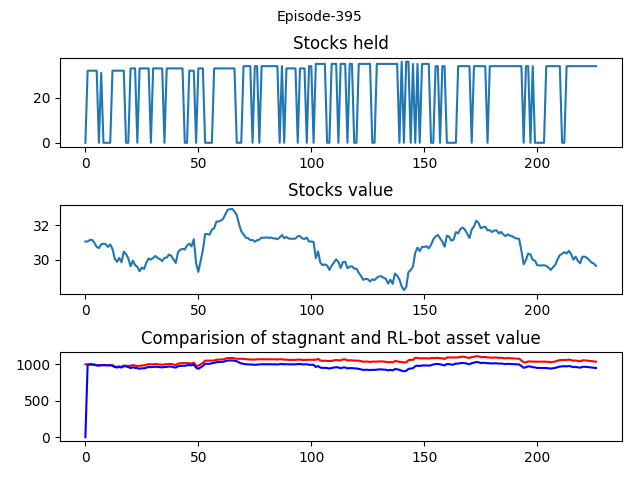 Episode-395
Stocks held
20
0
0 50 100 150 200
Stocks value
32
30
0 50 100 150 200
Comparision of stagnant and RL-bot asset value
1000
500
0
0 50 100 150 200